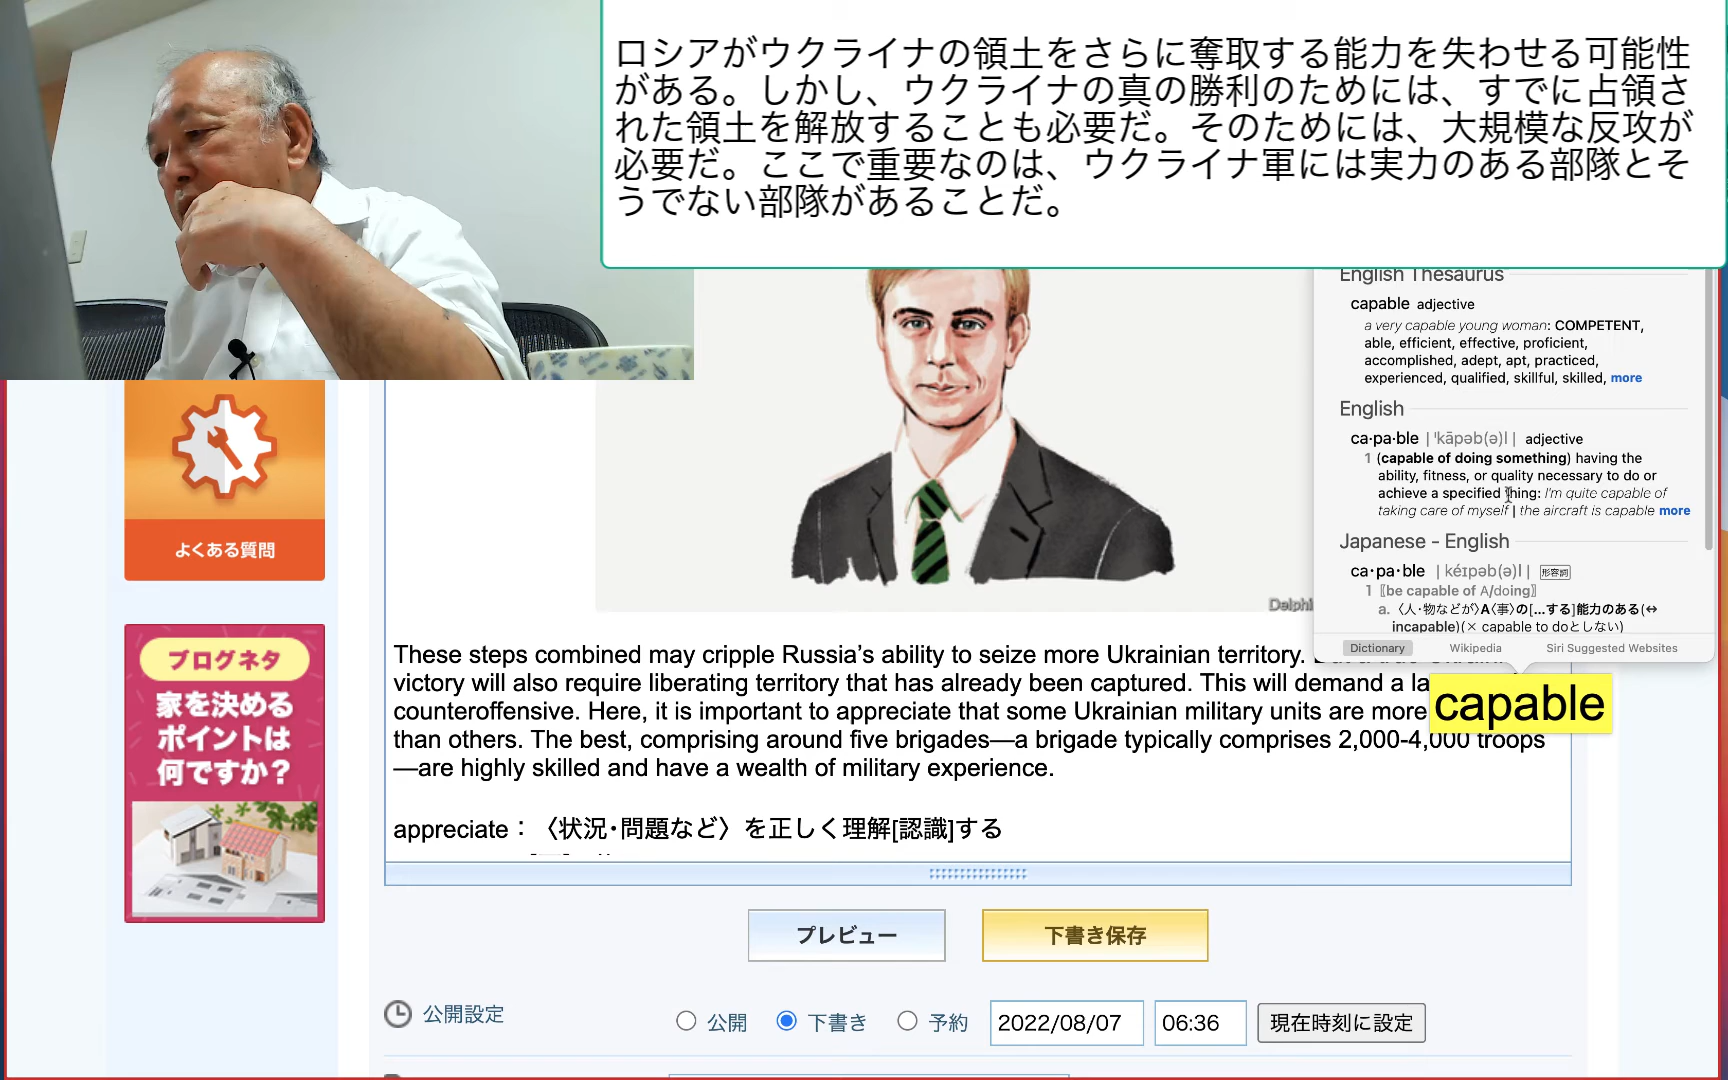 ロシアがウクライナの領土をさらに奪取する能力を失わせる可能性
がある。しかし、ウクライナの真の勝利のためには、すでに占領さ
れた領土を解放することも必要だ。そのためには、大規模な反攻が
必要だ。ここで重要なのは、ウクライナ軍には実力のある部隊とそ
うでない部隊があることだ。
English Thesaurus
capable adjective
a very capable young woman: COMPETENT,
able, efficient, effective, proficient,
accomplished, adept, apt, practiced,
experienced, qualified, skillful, skilled, more
English
ca·pa·ble | ˈkāpəb(ə)l | adjective
1 (capable of doing something) having the
ability, fitness, or quality necessary to do or
achieve a specified thing: I'm quite capable of
taking care of myself | the aircraft is capable more
Japanese - English
ca·pa·ble | kéɪpəb(ə)l | 形容詞
1 〖be capable of A/doing〗
a. 〈人·物などが〉A〈事〉の[…する]能力のある(↔
incapable)(× capable to doとしない)
Dictionary Wikipedia Siri Suggested Websites
よくある質問
ブログネタ
家を決める
ポイントは
何ですか？
Delphi
These steps combined may cripple Russia’s ability to seize more Ukrainian territory.
victory will also require liberating territory that has already been captured. This will demand a
counteroffensive. Here, it is important to appreciate that some Ukrainian military units are more capable
than others. The best, comprising around five brigades—a brigade typically comprises 2,000-4,000 troops
—are highly skilled and have a wealth of military experience.
appreciate：〈状況･問題など〉を正しく理解[認識]する
プレビュー 下書き保存
公開設定 公開 下書き 予約 2022/08/07 06:36 現在時刻に設定